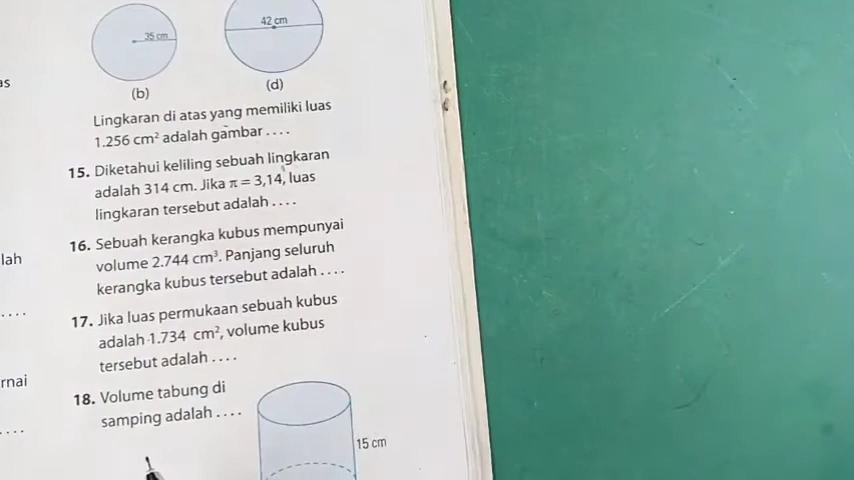 35 cm
42 cm
(b)
(d)
Lingkaran di atas yang memiliki luas
1.256 cm² adalah gambar . . . .
15. Diketahui keliling sebuah lingkaran
adalah 314 cm. Jika π = 3,14, luas
lingkaran tersebut adalah . . . .
16. Sebuah kerangka kubus mempunyai
volume 2.744 cm³. Panjang seluruh
kerangka kubus tersebut adalah . . . .
17. Jika luas permukaan sebuah kubus
adalah 1.734 cm², volume kubus
tersebut adalah . . . .
18. Volume tabung di
samping adalah . . . .
15 cm